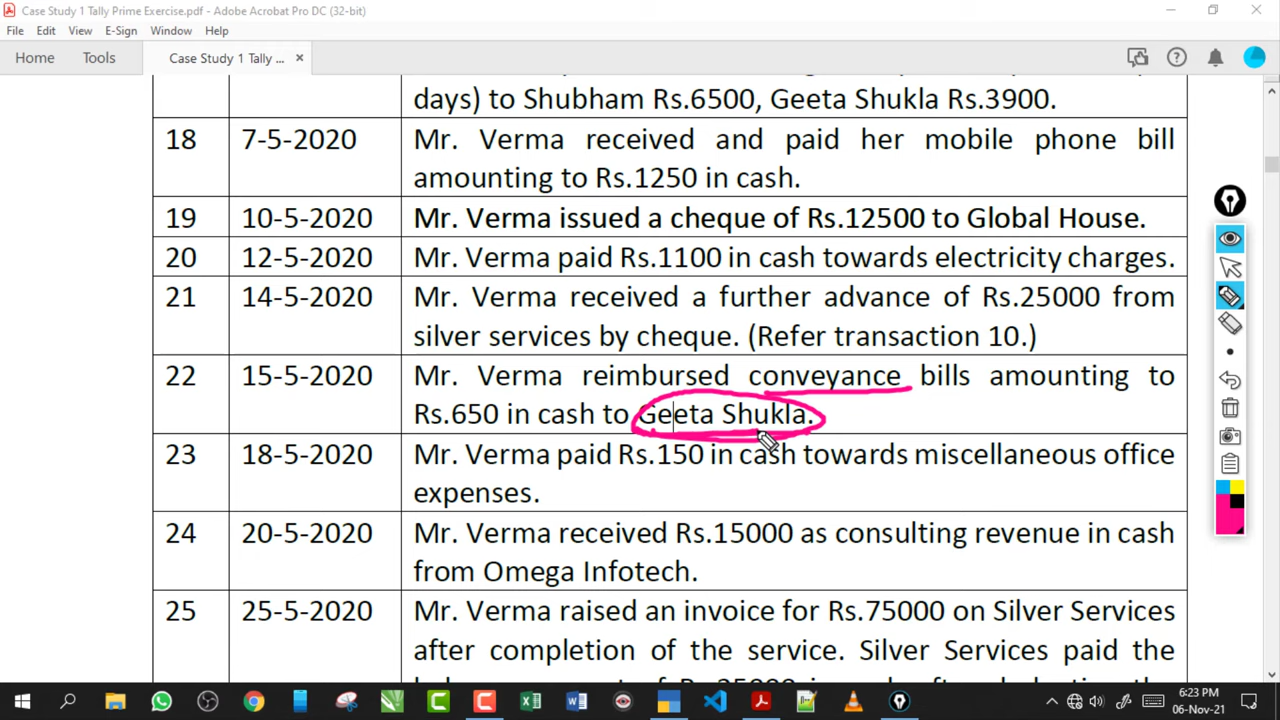 Case Study 1 Tally Prime Exercise.pdf - Adobe Acrobat Pro DC (32-bit)
File Edit View E-Sign Window Help
Home Tools Case Study 1 Tally ... ×
days) to Shubham Rs.6500, Geeta Shukla Rs.3900.
18 7-5-2020 Mr. Verma received and paid her mobile phone bill
amounting to Rs.1250 in cash.
19 10-5-2020 Mr. Verma issued a cheque of Rs.12500 to Global House.
20 12-5-2020 Mr. Verma paid Rs.1100 in cash towards electricity charges.
21 14-5-2020 Mr. Verma received a further advance of Rs.25000 from
silver services by cheque. (Refer transaction 10.)
22 15-5-2020 Mr. Verma reimbursed conveyance bills amounting to
Rs.650 in cash to Geeta Shukla.
23 18-5-2020 Mr. Verma paid Rs.150 in cash towards miscellaneous office
expenses.
24 20-5-2020 Mr. Verma received Rs.15000 as consulting revenue in cash
from Omega Infotech.
25 25-5-2020 Mr. Verma raised an invoice for Rs.75000 on Silver Services
after completion of the service. Silver Services paid the
6:23 PM
06-Nov-21